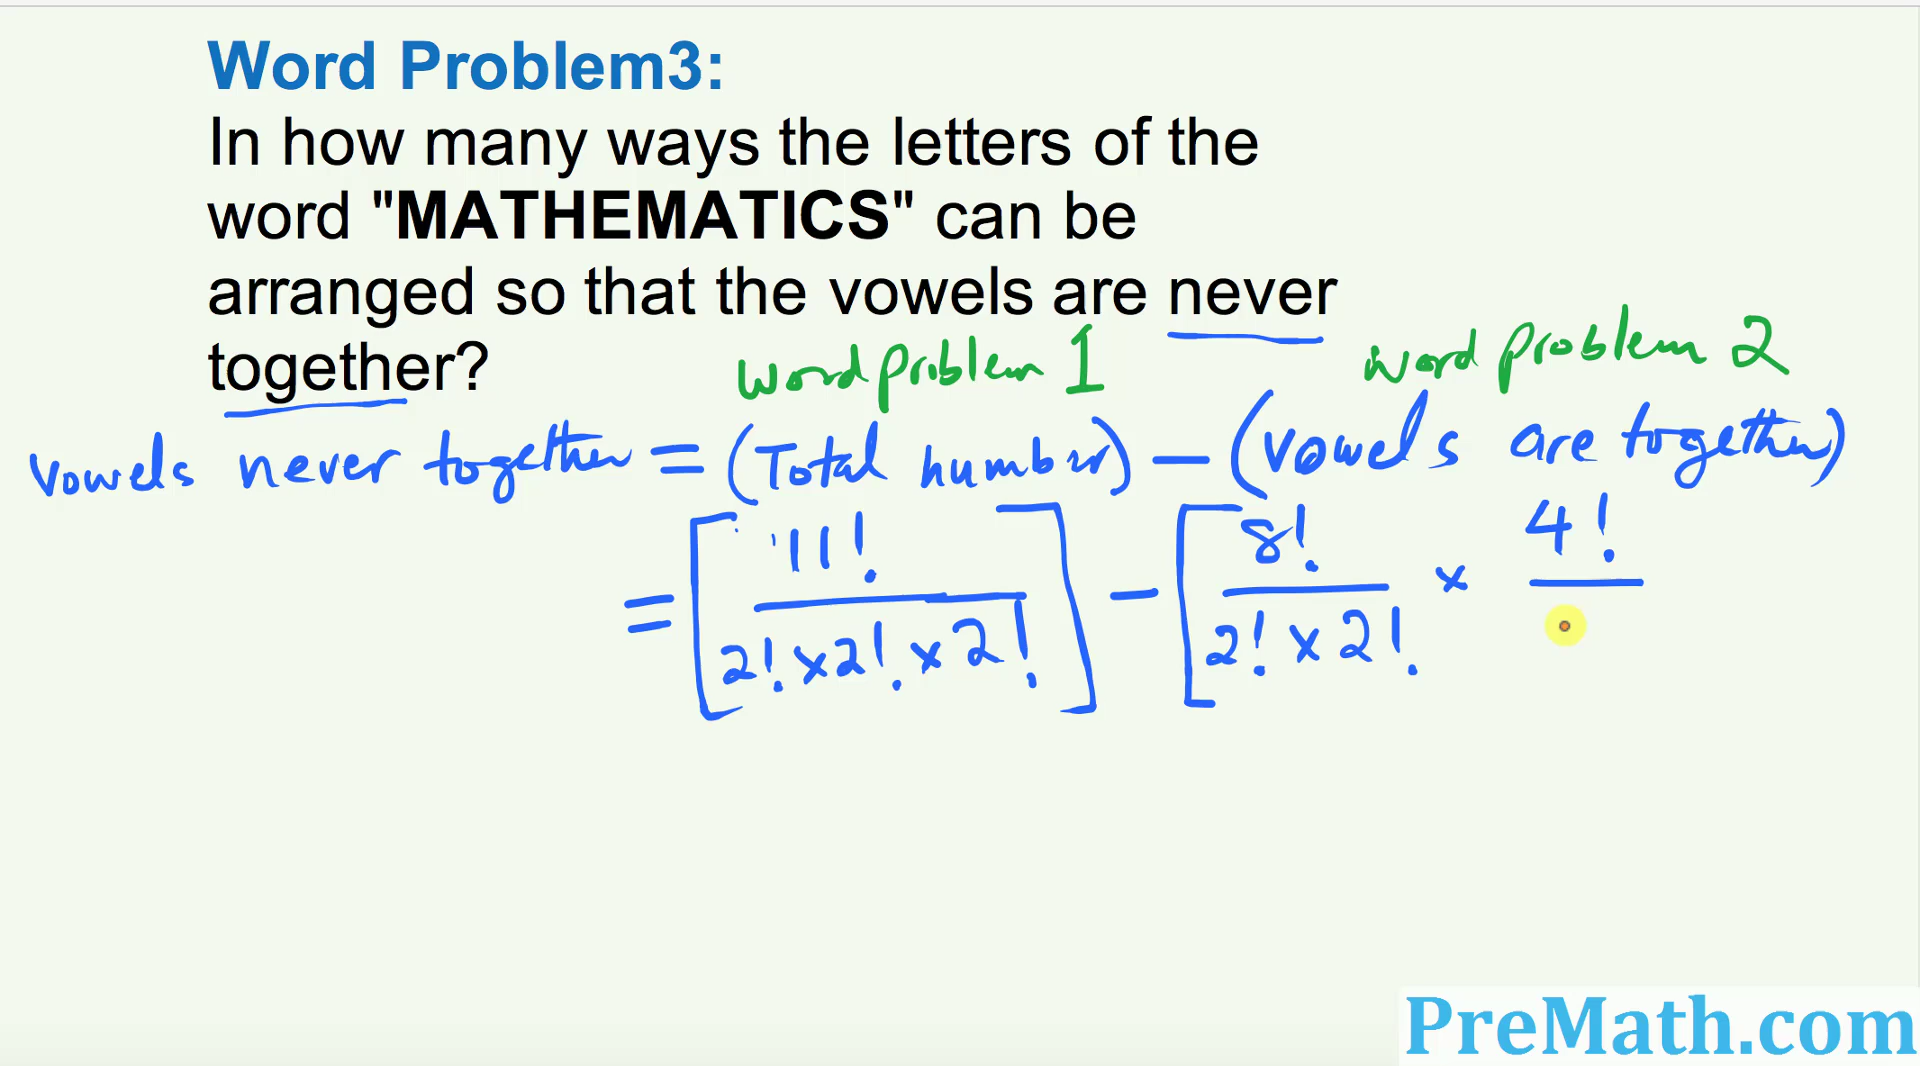 Word Problem3:
In how many ways the letters of the
word "MATHEMATICS" can be
arranged so that the vowels are never
together?
word problem 1
word problem 2
vowels never together = (Total number) - (vowels are together)
= [11! / 2! x 2! x 2!] - [8! / 2! x 2! x 4! /
PreMath.com